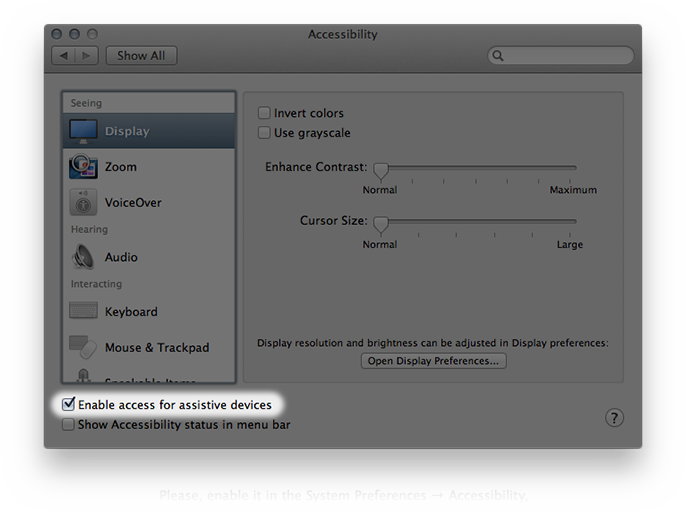 Accessibility
Show All
Seeing
Display
Zoom
VoiceOver
Hearing
Audio
Interacting
Keyboard
Mouse & Trackpad
Speakable Items
Invert colors
Use grayscale
Enhance Contrast:
Normal Maximum
Cursor Size:
Normal Large
Display resolution and brightness can be adjusted in Display preferences:
Open Display Preferences...
Enable access for assistive devices
Show Accessibility status in menu bar
?
Please, enable it in the System Preferences → Accessibility.